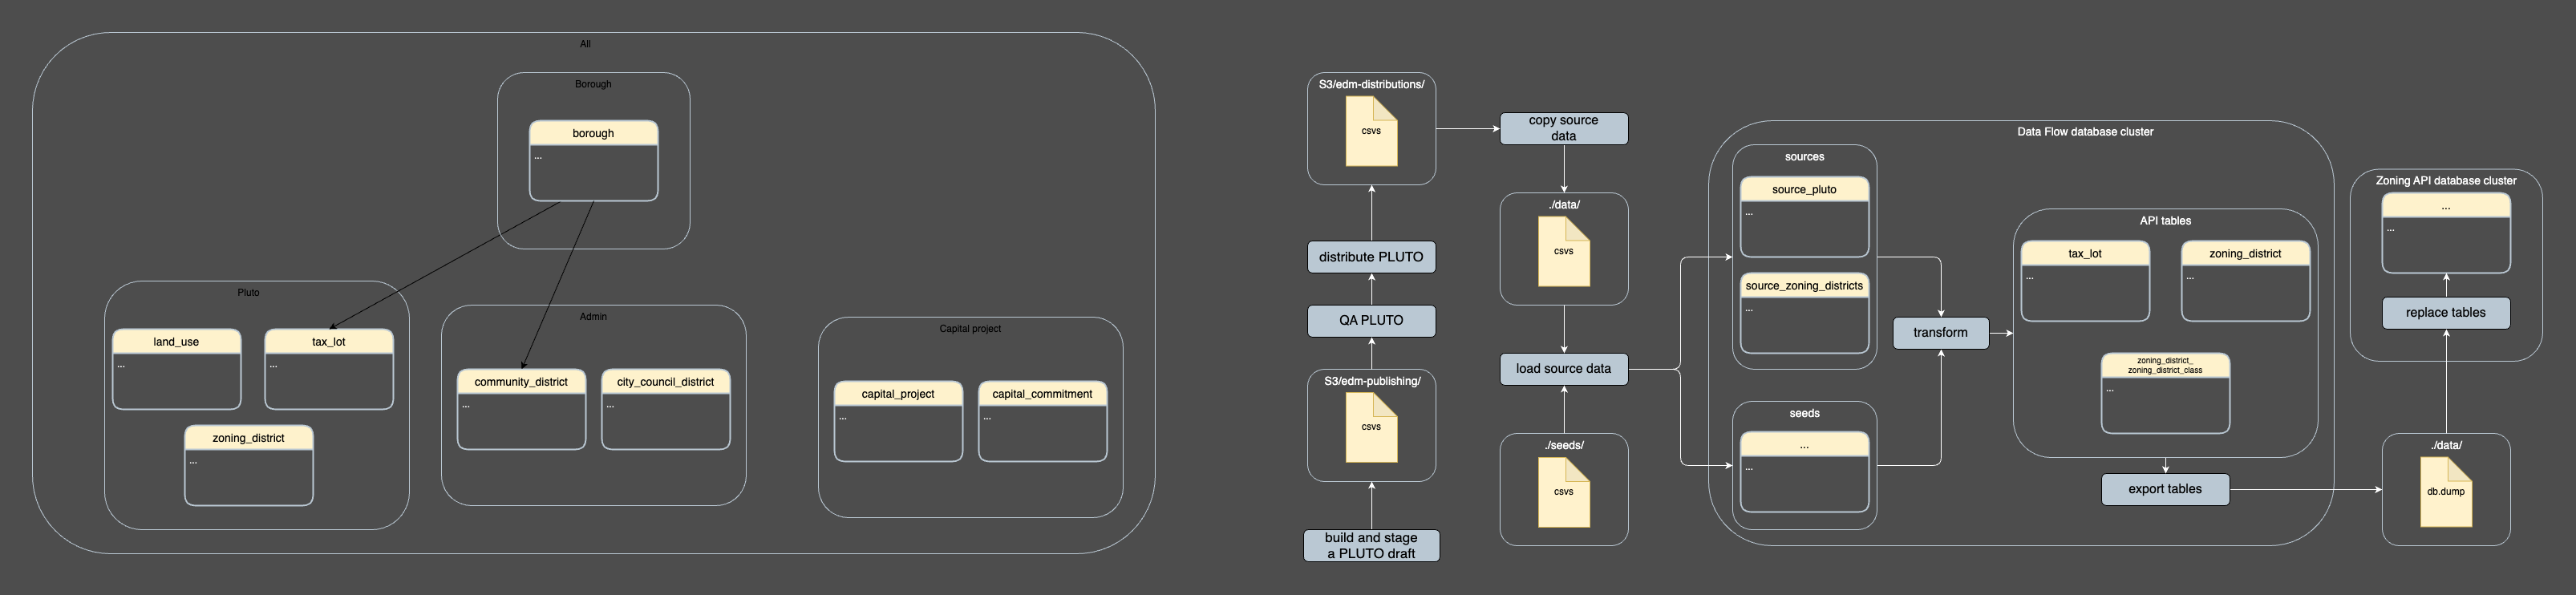 All
Borough
borough
...
Pluto
land_use
...
tax_lot
...
zoning_district
...
Admin
community_district
...
city_council_district
...
Capital project
capital_project
...
capital_commitment
...
S3/edm-distributions/
csvs
distribute PLUTO
QA PLUTO
S3/edm-publishing/
csvs
build and stage
a PLUTO draft
copy source
data
./data/
csvs
load source data
./seeds/
csvs
Data Flow database cluster
sources
source_pluto
...
source_zoning_districts
...
seeds
...
...
transform
API tables
tax_lot
...
zoning_district
...
zoning_district_
zoning_district_class
...
export tables
Zoning API database cluster
...
...
replace tables
./data/
db.dump